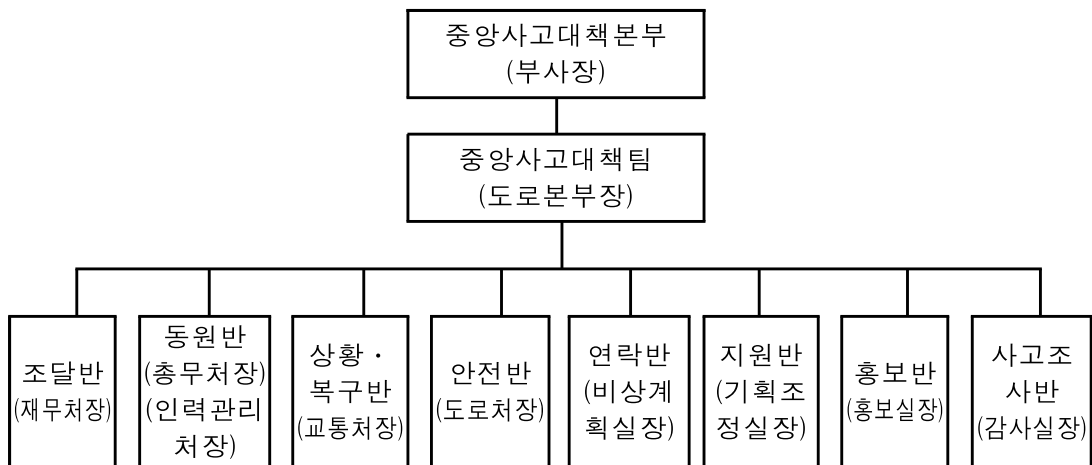 중앙사고대책본부
(부사장)
중앙사고대책팀
(도로본부장)
조달반
(재무처장)
동원반
(총무처장)
(인력관리
처장)
상황·
복구반
(교통처장)
안전반
(도로처장)
연락반
(비상계
획실장)
지원반
(기획조
정실장)
홍보반
(홍보실장)
사고조
사반
(감사실장)